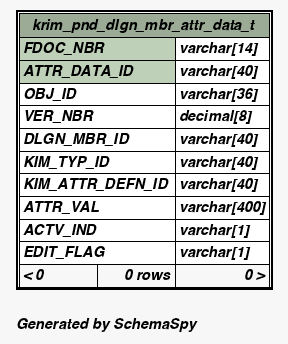 krim_pnd_dlgn_mbr_attr_data_t
FDOC_NBR varchar[14]
ATTR_DATA_ID varchar[40]
OBJ_ID varchar[36]
VER_NBR decimal[8]
DLGN_MBR_ID varchar[40]
KIM_TYP_ID varchar[40]
KIM_ATTR_DEFN_ID varchar[40]
ATTR_VAL varchar[400]
ACTV_IND varchar[1]
EDIT_FLAG varchar[1]
< 0 0 rows 0 >
Generated by SchemaSpy